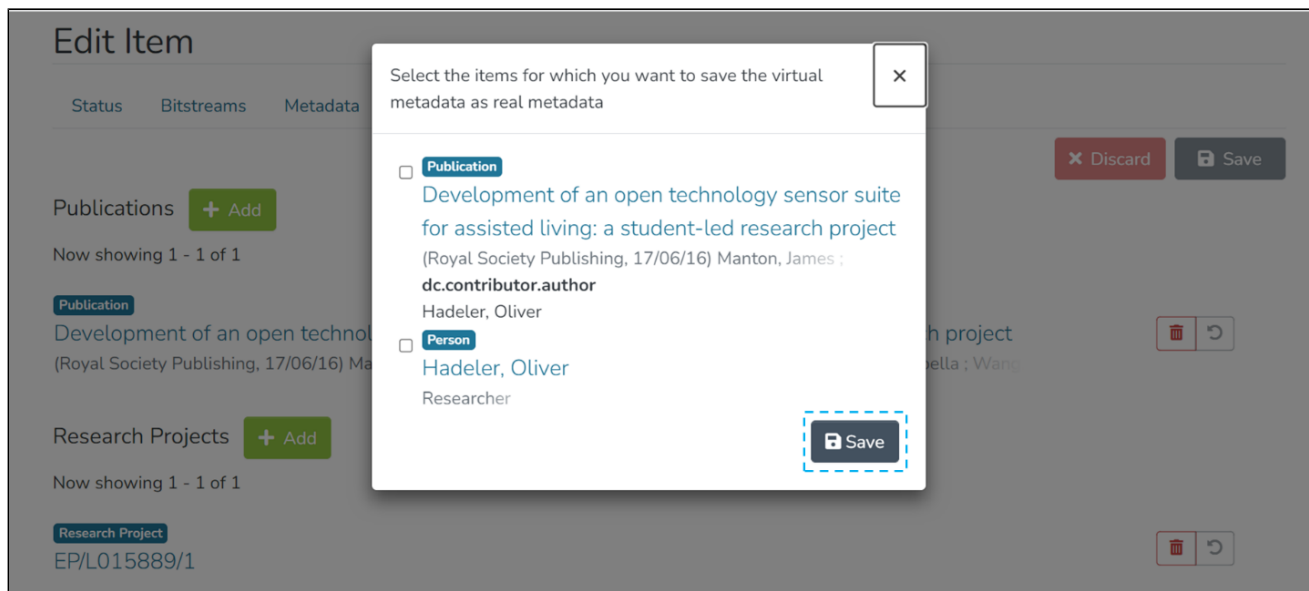 Edit Item
Status Bitstreams Metadata
Select the items for which you want to save the virtual
metadata as real metadata
×
Discard Save
Publication
Development of an open technology sensor suite
for assisted living: a student-led research project
(Royal Society Publishing, 17/06/16) Manton, James ;
dc.contributor.author
Hadeler, Oliver
Person
Hadeler, Oliver
Researcher
Save
Publications + Add
Now showing 1 - 1 of 1
Publication
Development of an open technol h project
(Royal Society Publishing, 17/06/16) Ma ella ; Wang
Research Projects + Add
Now showing 1 - 1 of 1
Research Project
EP/L015889/1